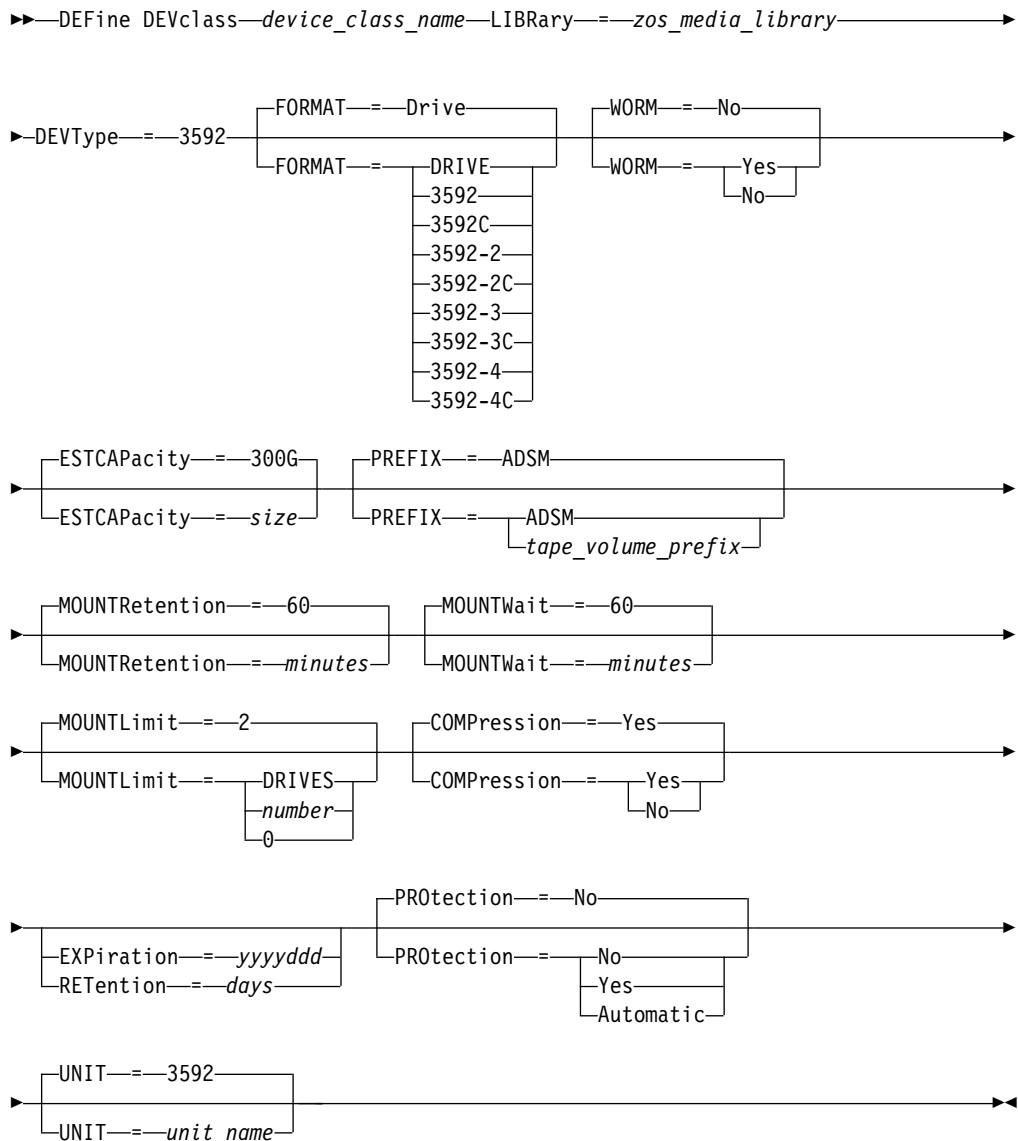 DEFine DEVclass device_class_name LIBRary = zos_media_library
FORMAT = Drive
WORM = No
DEVType = 3592
FORMAT = DRIVE
WORM = Yes
3592
No
3592C
3592-2
3592-2C
3592-3
3592-3C
3592-4
3592-4C
ESTCAPacity = 300G
PREFIX = ADSM
ESTCAPacity = size
PREFIX = ADSM
tape_volume_prefix
MOUNTRetention = 60
MOUNTWait = 60
MOUNTRetention = minutes
MOUNTWait = minutes
MOUNTLimit = 2
COMPression = Yes
MOUNTLimit = DRIVES
COMPression = Yes
number
No
0
PROtection = No
EXPiration = yyyyddd
PROtection = No
RETention = days
Yes
Automatic
UNIT = 3592
UNIT = unit name